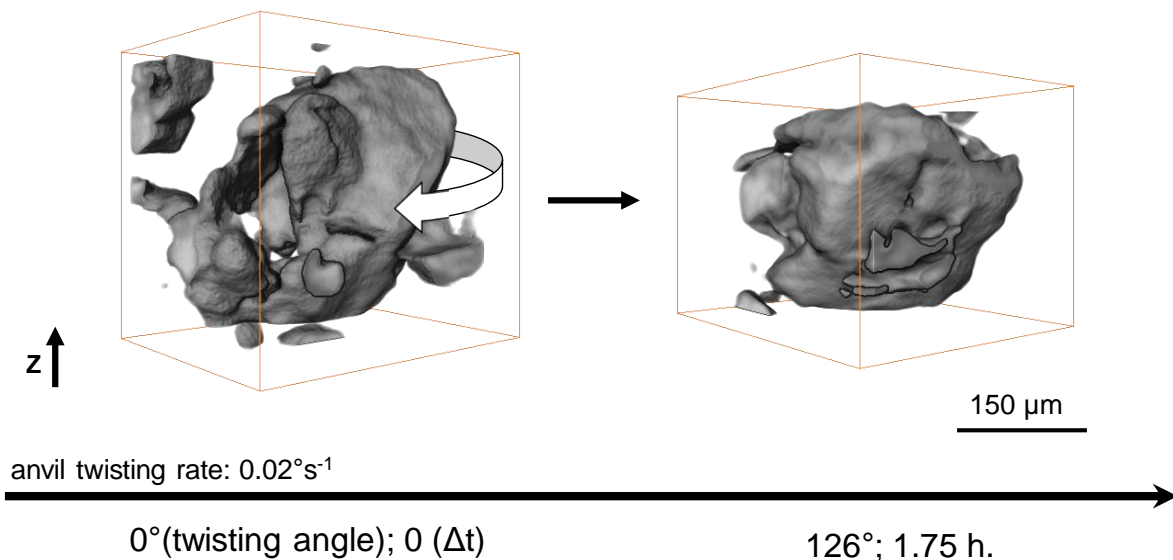 z
150 µm
anvil twisting rate: 0.02°s-1
0°(twisting angle); 0 (Δt)
126°; 1.75 h.